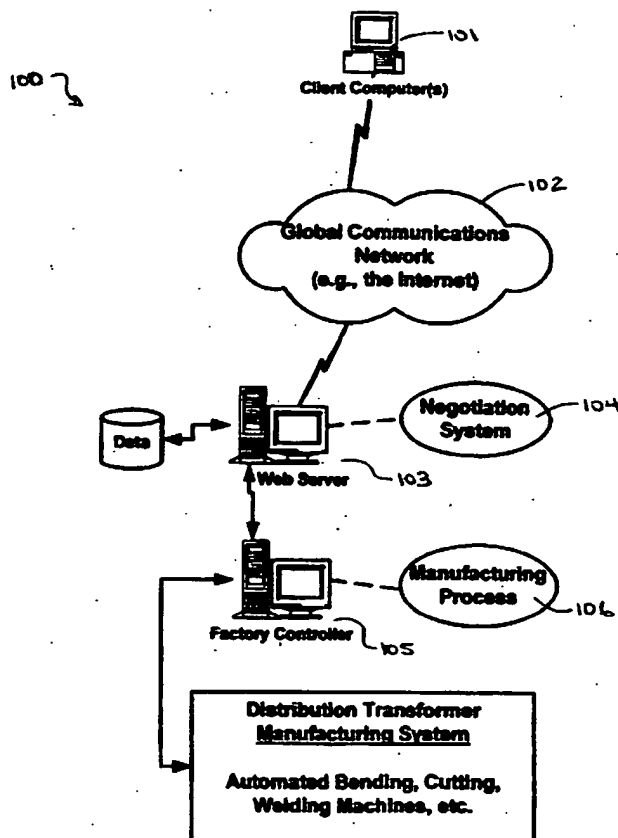 101
100
Client Computer(s)
102
Global Communications
Network
(e.g., the Internet)
Negotiation
System
104
Data
Web Server
103
Manufacturing
Process
106
Factory Controller
105
Distribution Transformer
Manufacturing System
Automated Bending, Cutting,
Welding Machines, etc.